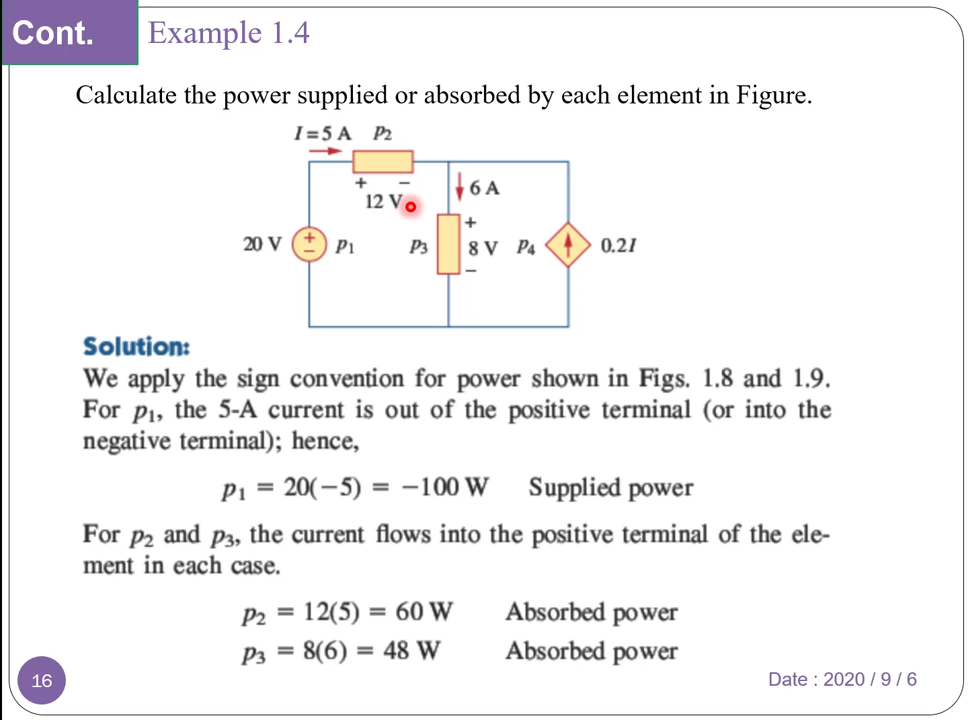 Cont.
Example 1.4
Calculate the power supplied or absorbed by each element in Figure.
I = 5 A p2
+ −
12 V
6 A
20 V + − p1 p3 + 8 V − p4 0.2I
Solution:
We apply the sign convention for power shown in Figs. 1.8 and 1.9.
For p1, the 5-A current is out of the positive terminal (or into the
negative terminal); hence,
p1 = 20(−5) = −100 W Supplied power
For p2 and p3, the current flows into the positive terminal of the ele-
ment in each case.
p2 = 12(5) = 60 W Absorbed power
p3 = 8(6) = 48 W Absorbed power
16
Date : 2020 / 9 / 6